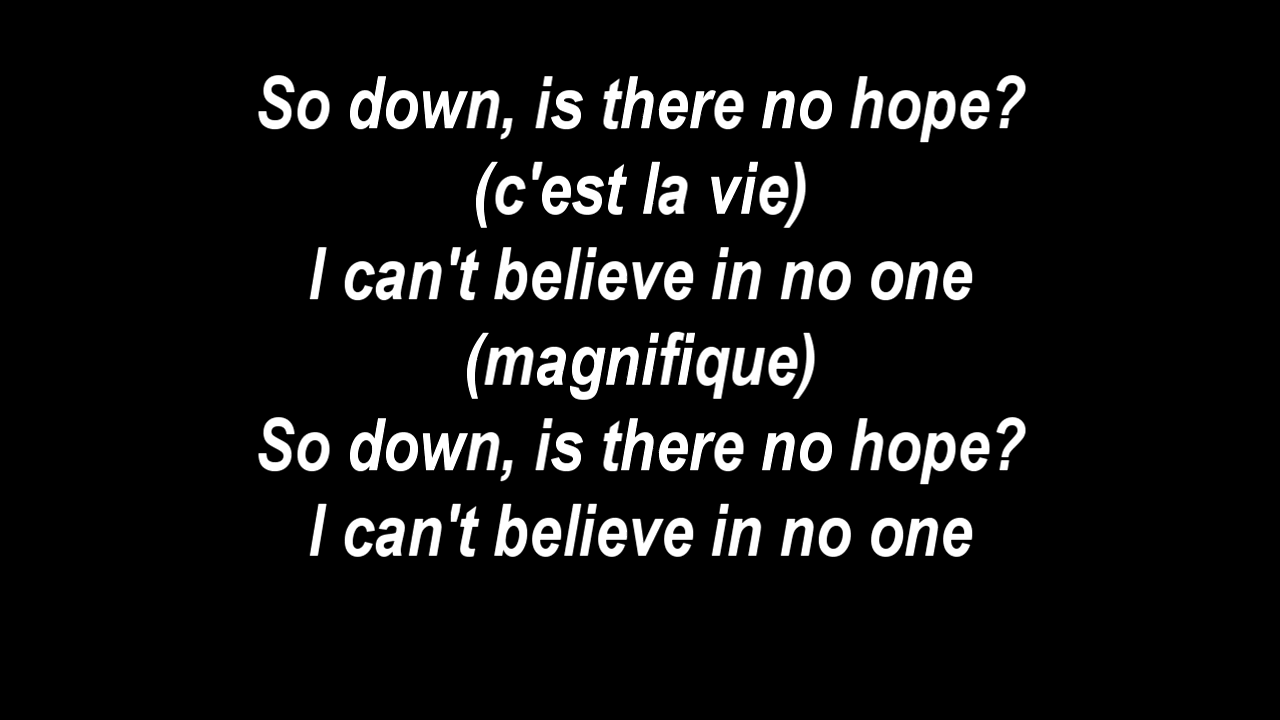 So down, is there no hope?
(c'est la vie)
I can't believe in no one
(magnifique)
So down, is there no hope?
I can't believe in no one